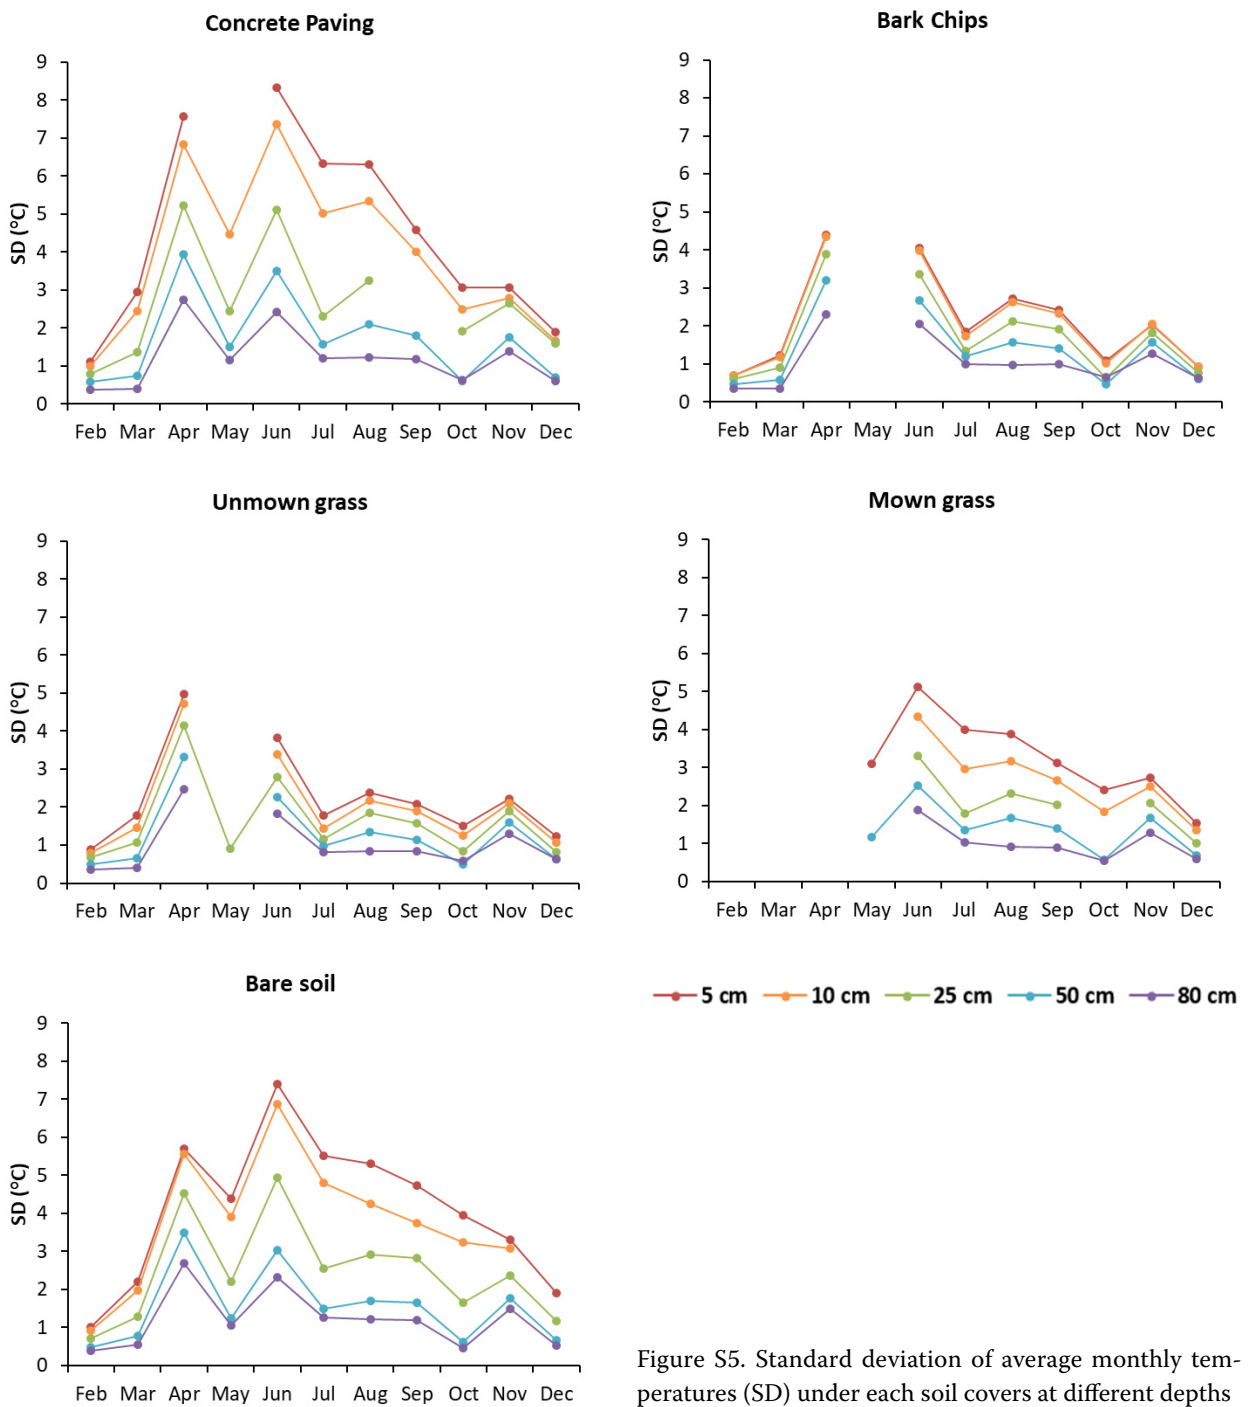 Concrete Paving
9
8
7
6
5
4
3
2
1
0
SD (°C)
Feb Mar Apr May Jun Jul Aug Sep Oct Nov Dec
Bark Chips
9
8
7
6
5
4
3
2
1
0
SD (°C)
Feb Mar Apr May Jun Jul Aug Sep Oct Nov Dec
Unmown grass
9
8
7
6
5
4
3
2
1
0
SD (°C)
Feb Mar Apr May Jun Jul Aug Sep Oct Nov Dec
Mown grass
9
8
7
6
5
4
3
2
1
0
SD (°C)
Feb Mar Apr May Jun Jul Aug Sep Oct Nov Dec
Bare soil
9
8
7
6
5
4
3
2
1
0
SD (°C)
Feb Mar Apr May Jun Jul Aug Sep Oct Nov Dec
5 cm 10 cm 25 cm 50 cm 80 cm
Figure S5. Standard deviation of average monthly tem-
peratures (SD) under each soil covers at different depths